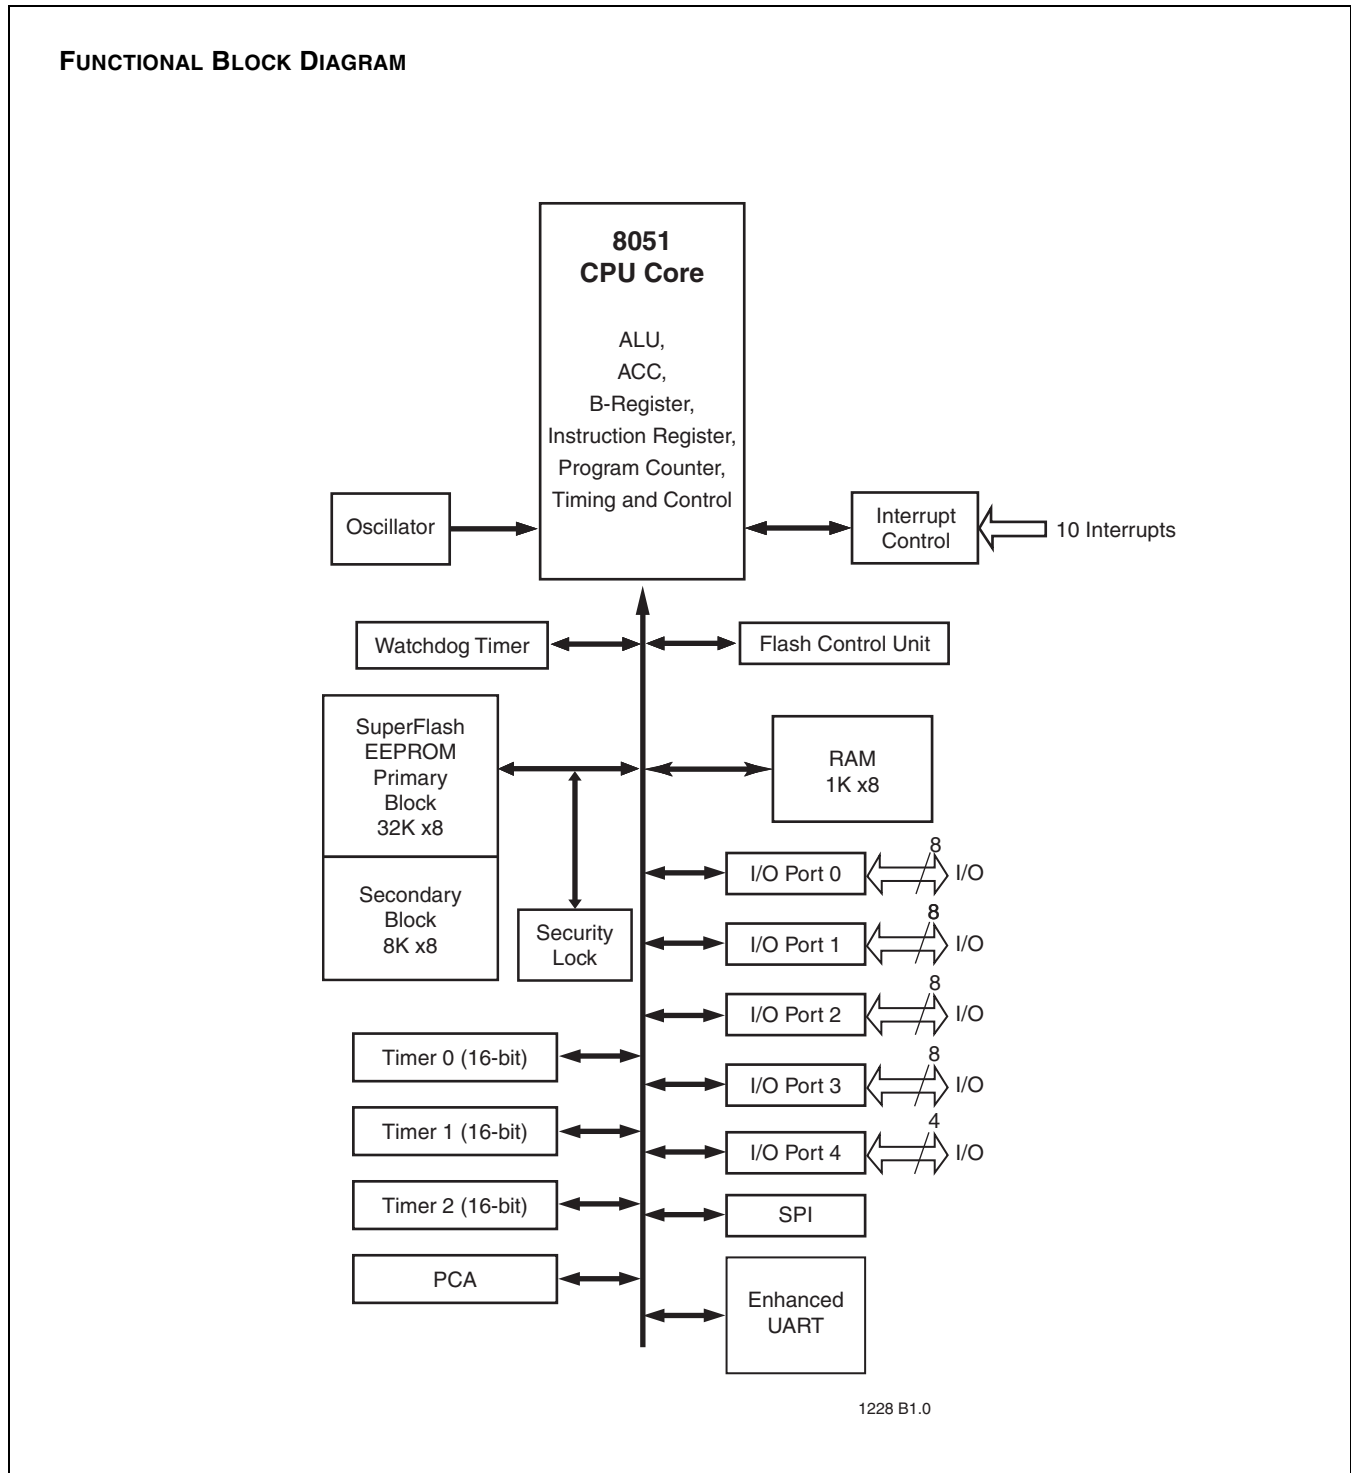 FUNCTIONAL BLOCK DIAGRAM
8051
CPU Core
ALU,
ACC,
B-Register,
Instruction Register,
Program Counter,
Timing and Control
Oscillator
Interrupt
Control
10 Interrupts
Watchdog Timer
Flash Control Unit
SuperFlash
EEPROM
Primary
Block
32K x8
RAM
1K x8
Secondary
Block
8K x8
Security
Lock
I/O Port 0
8
I/O
I/O Port 1
8
I/O
I/O Port 2
8
I/O
I/O Port 3
8
I/O
I/O Port 4
4
I/O
Timer 0 (16-bit)
Timer 1 (16-bit)
Timer 2 (16-bit)
PCA
SPI
Enhanced
UART
1228 B1.0